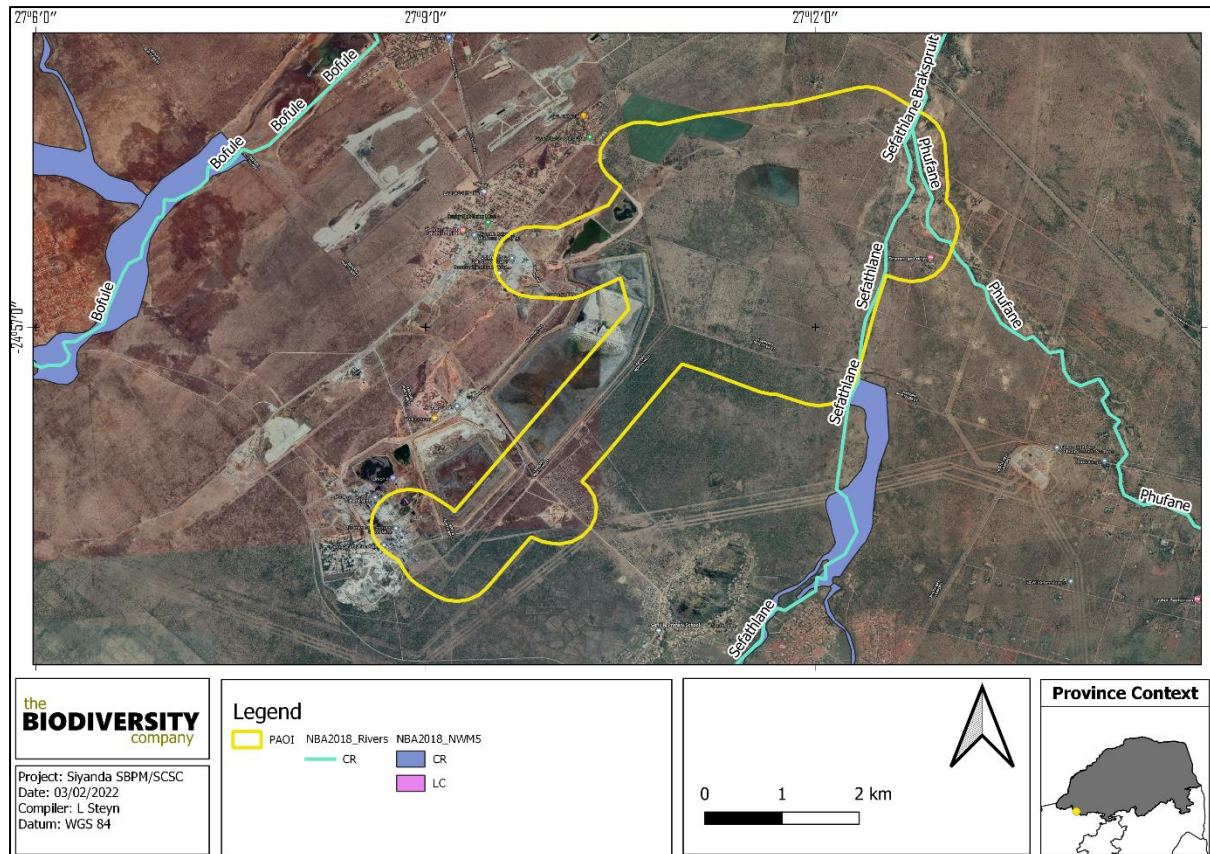 27°6'0" 27°9'0" 27°12'0"
-24°57'0"
Bofule
Bofule
Bofule
Bofule
Bofule
Sefathlane Brakspruit
Phufane
Sefathlane
Phufane
Sefathlane
Phufane
Sefathlane
the
BIODIVERSITY
company
Project: Siyanda SBPM/SCSC
Date: 03/02/2022
Compiler: L Steyn
Datum: WGS 84
Legend
PAOI NBA2018_Rivers NBA2018_NWM5
CR CR
LC
0 1 2 km
Province Context